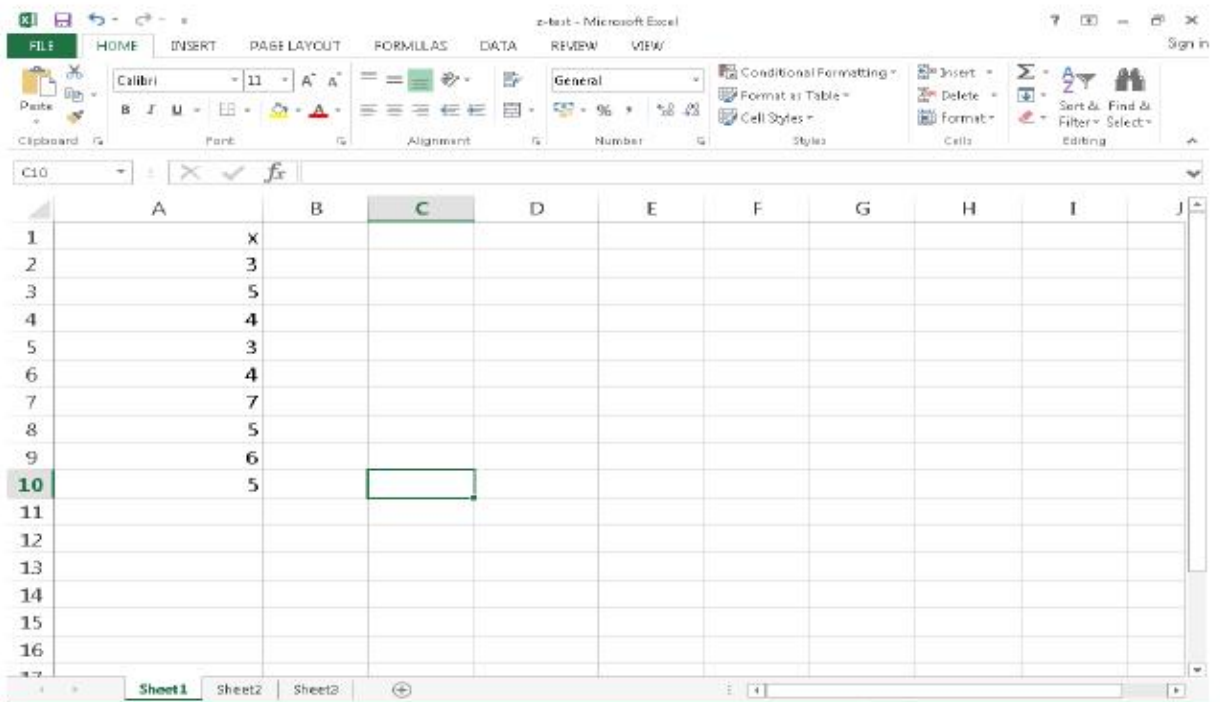 z-test - Microsoft Excel
FILE HOME INSERT PAGE LAYOUT FORMULAS DATA REVIEW VIEW Sign in
Calibri 11 A A General Conditional Formatting Insert
Paste B I U A % Format as Table Delete Sort & Find &
Cell Styles Format Filter Select
Clipboard Font Alignment Number Styles Cells Editing
C10 fx
A B C D E F G H I J
1 x
2 3
3 5
4 4
5 3
6 4
7 7
8 5
9 6
10 5
11
12
13
14
15
16
17
Sheet1 Sheet2 Sheet3